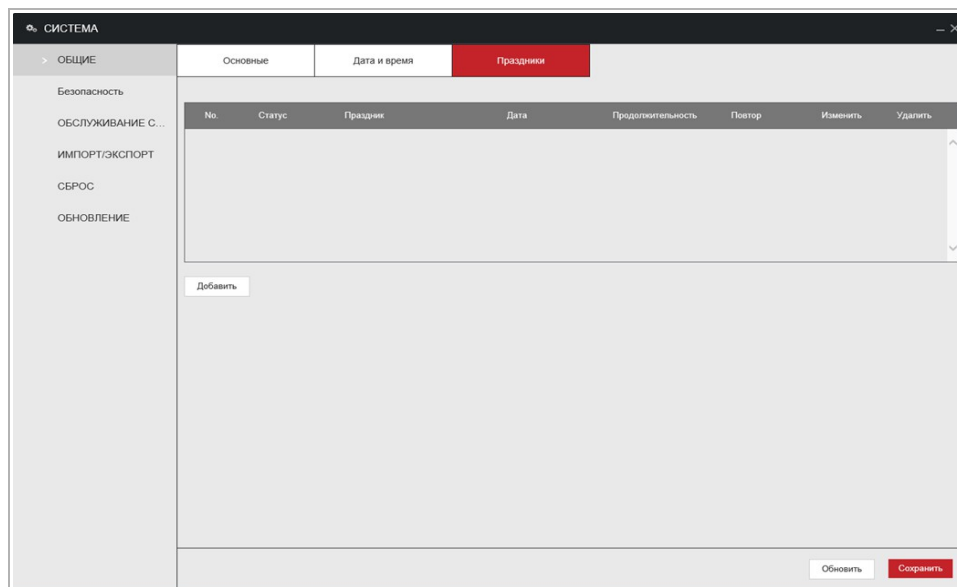 СИСТЕМА
ОБЩИЕ
Безопасность
ОБСЛУЖИВАНИЕ С...
ИМПОРТ/ЭКСПОРТ
СБРОС
ОБНОВЛЕНИЕ
Основные Дата и время Праздники
No. Статус Праздник Дата Продолжительность Повтор Изменить Удалить
Добавить
Обновить Сохранить